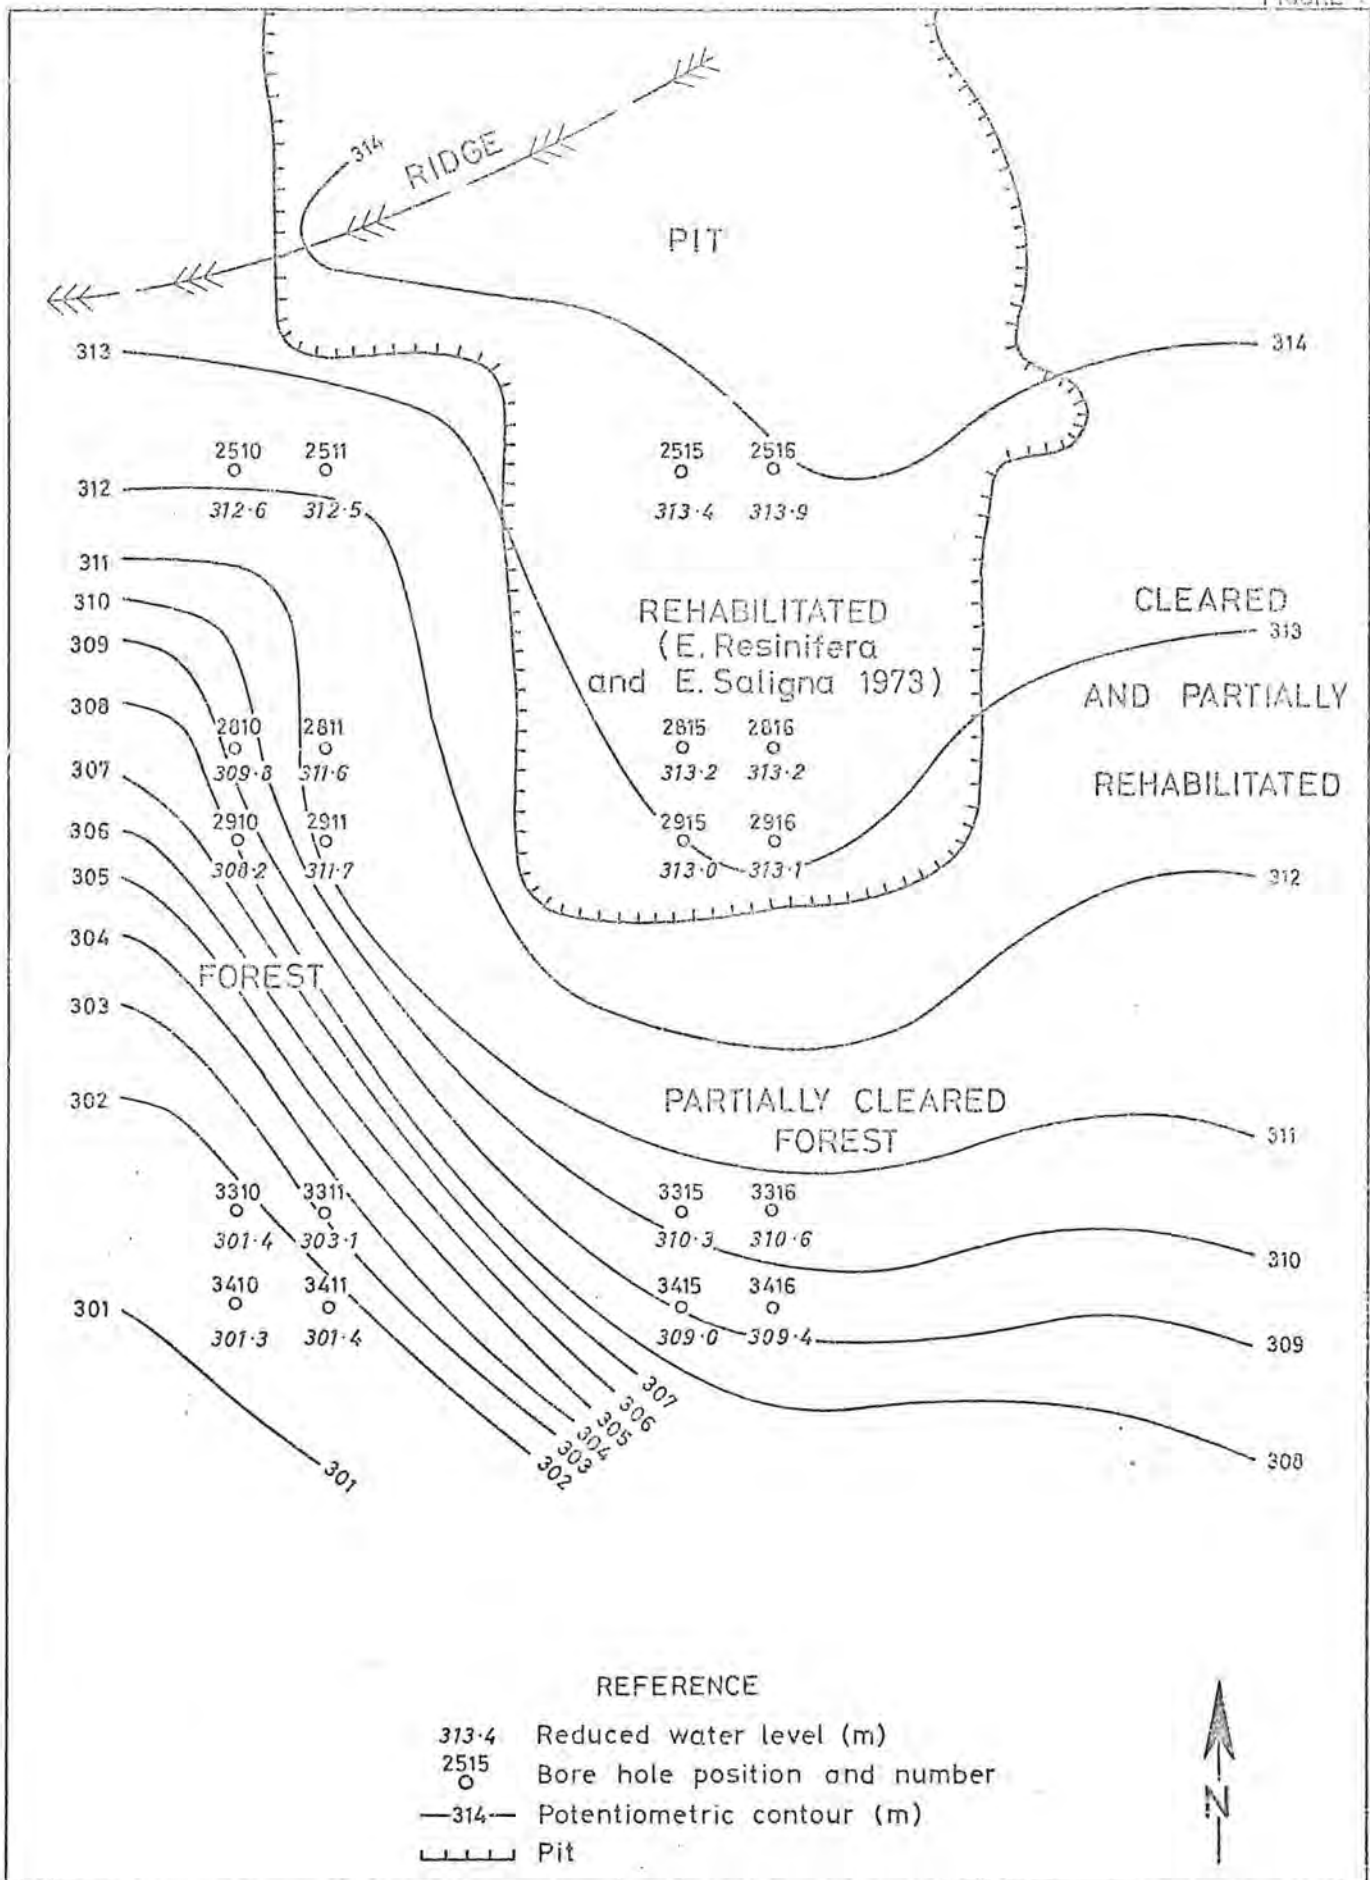 FIGURE
314
RIDGE
PIT
313
314
2510 2511 2515 2516
312
312·6 312·5 313·4 313·9
311
310
REHABILITATED
CLEARED
309
(E. Resinifera
313
and E. Saligna 1973)
308
AND PARTIALLY
2810 2811 2815 2816
307
309·8 311·6 313·2 313·2
REHABILITATED
306
2910 2911 2915 2916
308·2 311·7 313·0 313·1
305
312
304
FOREST
303
302
PARTIALLY CLEARED
FOREST
311
3310 3311 3315 3316
301·4 303·1 310·3 310·6
310
3410 3411 3415 3416
301
301·3 301·4 309·0 309·4
309
307
306
305
304
303
302
301
308
REFERENCE
313·4 Reduced water level (m)
2515
Bore hole position and number
314 Potentiometric contour (m)
Pit
N